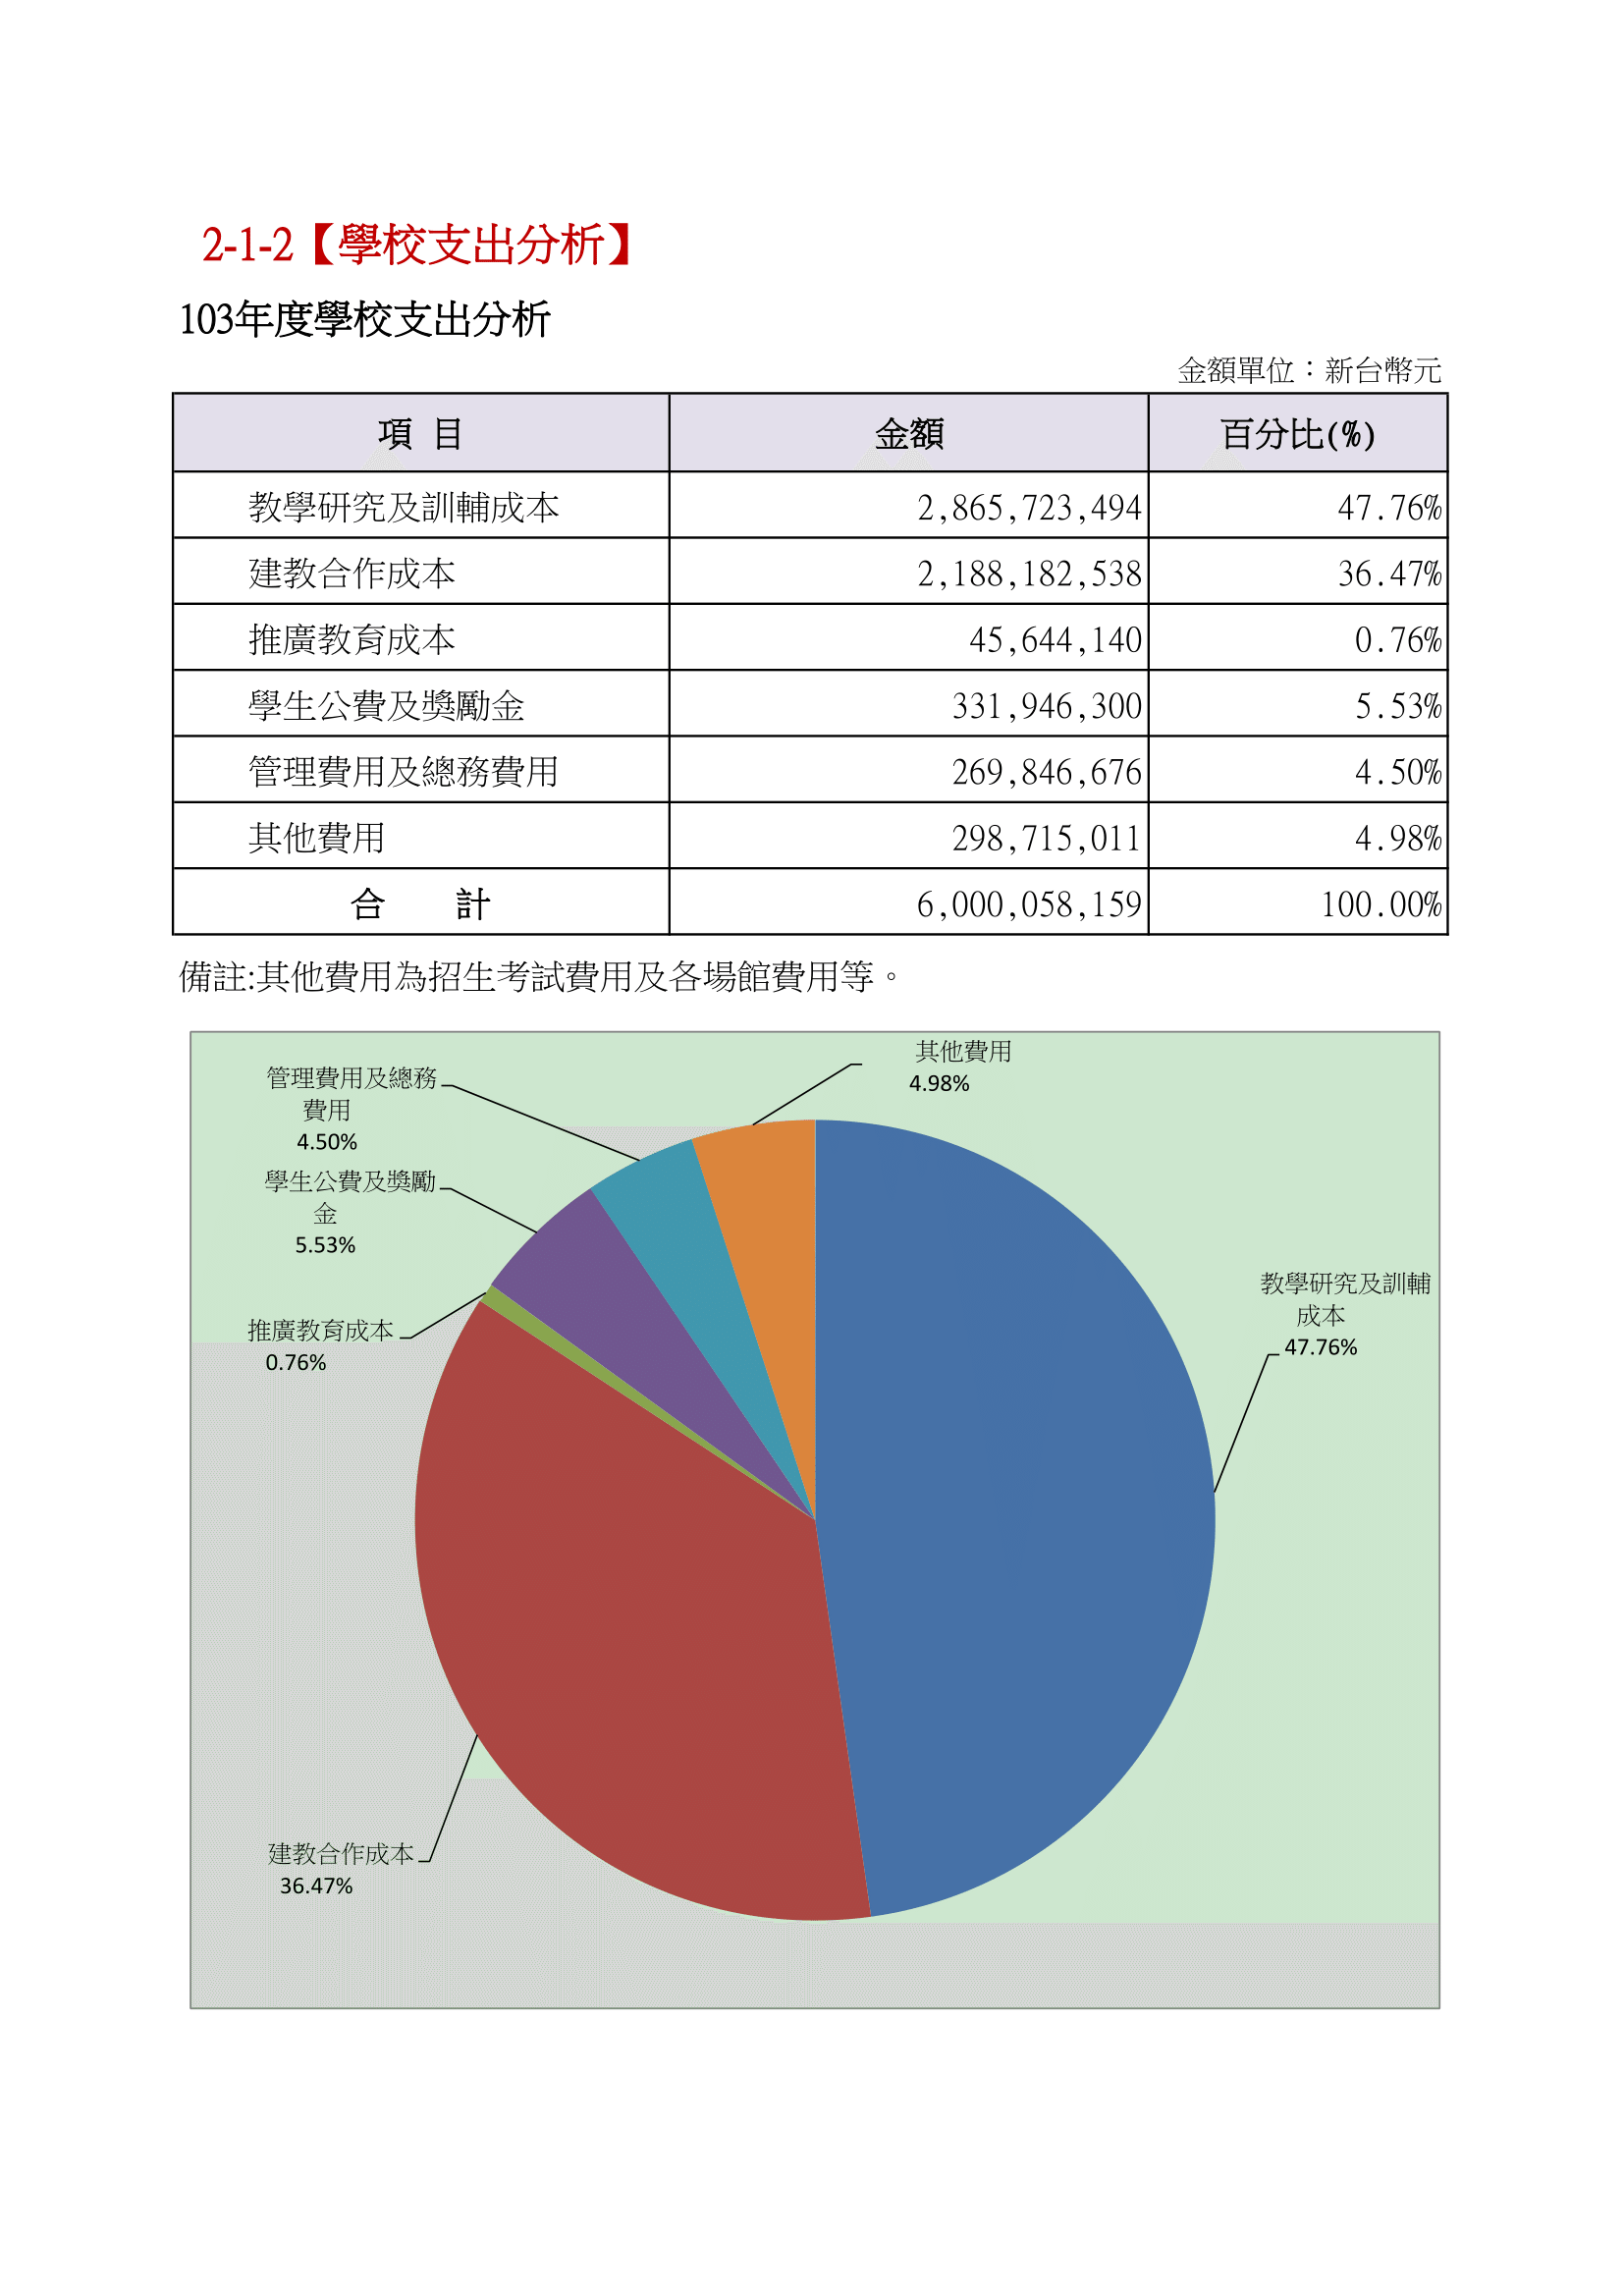 2-1-2【學校支出分析】
103年度學校支出分析
金額單位：新台幣元
項 目 金額 百分比(%)
教學研究及訓輔成本 2,865,723,494 47.76%
建教合作成本 2,188,182,538 36.47%
推廣教育成本 45,644,140 0.76%
學生公費及獎勵金 331,946,300 5.53%
管理費用及總務費用 269,846,676 4.50%
其他費用 298,715,011 4.98%
合 計 6,000,058,159 100.00%
備註:其他費用為招生考試費用及各場館費用等。
其他費用
4.98%
管理費用及總務
費用
4.50%
學生公費及獎勵
金
5.53%
推廣教育成本
0.76%
教學研究及訓輔
成本
47.76%
建教合作成本
36.47%